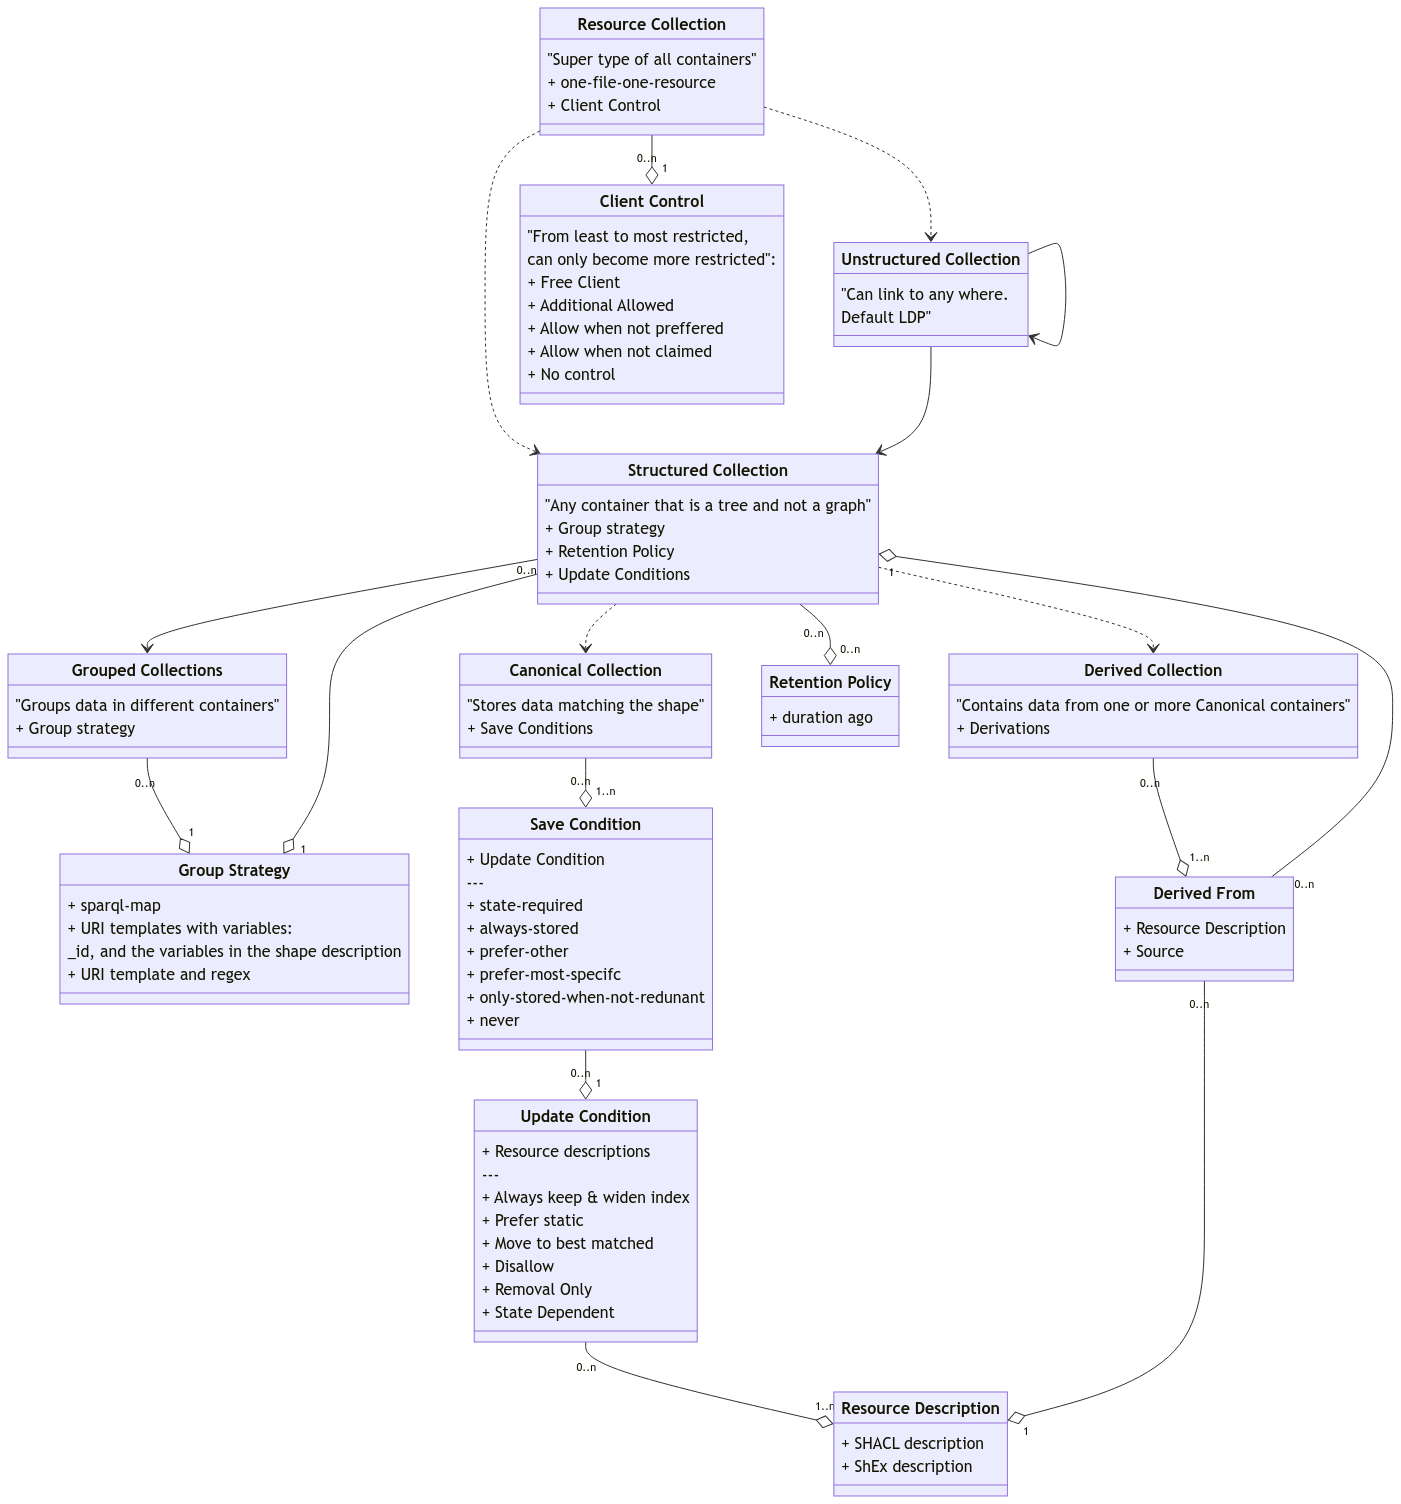 Resource Collection
"Super type of all containers"
+ one-file-one-resource
+ Client Control
0..n
1
Client Control
"From least to most restricted,
can only become more restricted":
+ Free Client
+ Additional Allowed
+ Allow when not preffered
+ Allow when not claimed
+ No control
Unstructured Collection
"Can link to any where.
Default LDP"
Structured Collection
"Any container that is a tree and not a graph"
+ Group strategy
+ Retention Policy
+ Update Conditions
0..n
1
0..n
0..n
Grouped Collections
"Groups data in different containers"
+ Group strategy
Canonical Collection
"Stores data matching the shape"
+ Save Conditions
Retention Policy
+ duration ago
Derived Collection
"Contains data from one or more Canonical containers"
+ Derivations
0..n
1
1
0..n
1..n
0..n
1..n
0..n
Group Strategy
+ sparql-map
+ URI templates with variables:
_id, and the variables in the shape description
+ URI template and regex
Save Condition
+ Update Condition
---
+ state-required
+ always-stored
+ prefer-other
+ prefer-most-specifc
+ only-stored-when-not-redunant
+ never
Derived From
+ Resource Description
+ Source
0..n
0..n
1
Update Condition
+ Resource descriptions
---
+ Always keep & widen index
+ Prefer static
+ Move to best matched
+ Disallow
+ Removal Only
+ State Dependent
0..n
1..n
1
Resource Description
+ SHACL description
+ ShEx description